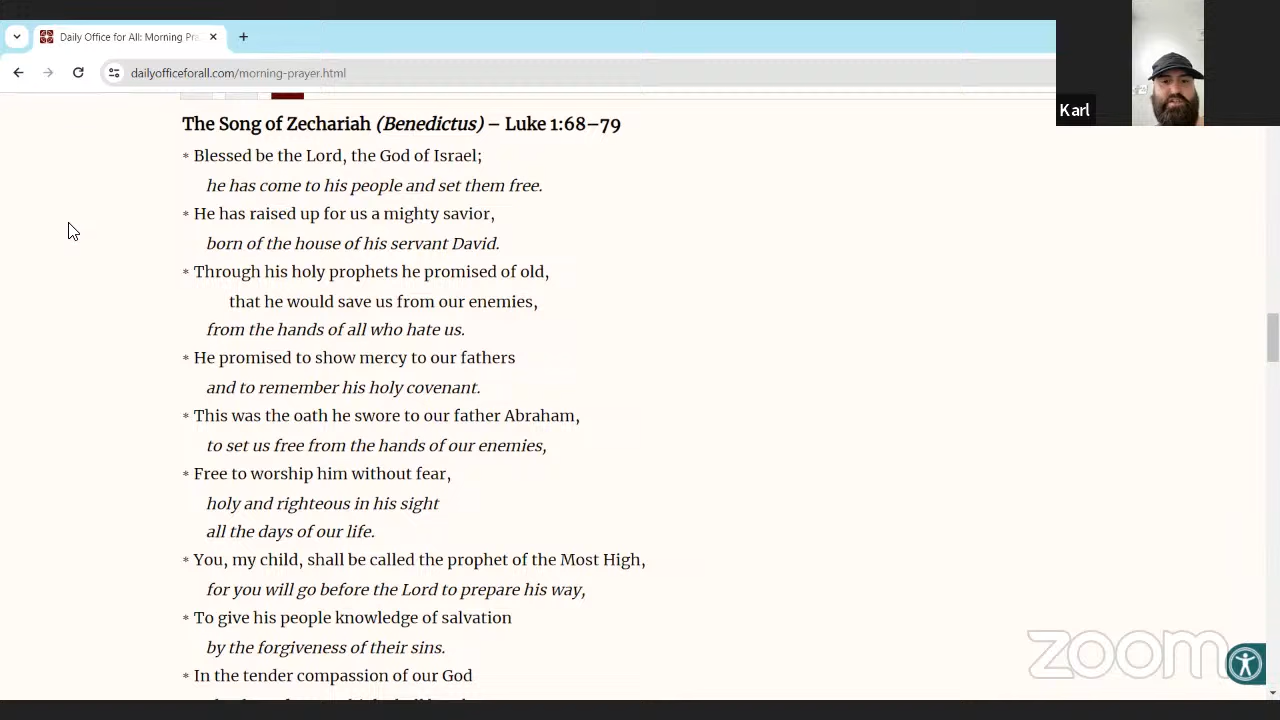 Daily Office for All: Morning Pra
dailyofficeforall.com/morning-prayer.html
Karl
The Song of Zechariah (Benedictus) – Luke 1:68–79
* Blessed be the Lord, the God of Israel;
he has come to his people and set them free.
* He has raised up for us a mighty savior,
born of the house of his servant David.
* Through his holy prophets he promised of old,
that he would save us from our enemies,
from the hands of all who hate us.
* He promised to show mercy to our fathers
and to remember his holy covenant.
* This was the oath he swore to our father Abraham,
to set us free from the hands of our enemies,
* Free to worship him without fear,
holy and righteous in his sight
all the days of our life.
* You, my child, shall be called the prophet of the Most High,
for you will go before the Lord to prepare his way,
* To give his people knowledge of salvation
by the forgiveness of their sins.
* In the tender compassion of our God
zoom